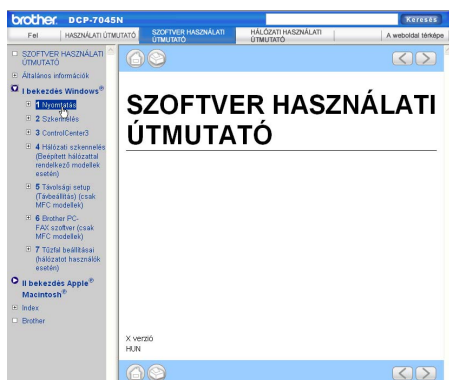 brother. DCP-7045N
Keresés
Fel
HASZNÁLATI ÚTMUTATÓ
SZOFTVER HASZNÁLATI
ÚTMUTATÓ
HÁLÓZATI HASZNÁLATI
ÚTMUTATÓ
A weboldal térképe
SZOFTVER HASZNÁLATI
ÚTMUTATÓ
Általános információk
I bekezdés Windows®
1 Nyomtatás
2 Szkennelés
3 ControlCenter3
4 Hálózati szkennelés
(Beépített hálózattal
rendelkező modellek
esetén)
5 Távolsági setup
(Távbeállítás) (csak
MFC modellek)
6 Brother PC-
FAX szoftver (csak
MFC modellek)
7 Tűzfal beállításai
(hálózatot használók
esetén)
II bekezdés Apple®
Macintosh®
Index
Brother
SZOFTVER HASZNÁLATI
ÚTMUTATÓ
X verzió
HUN